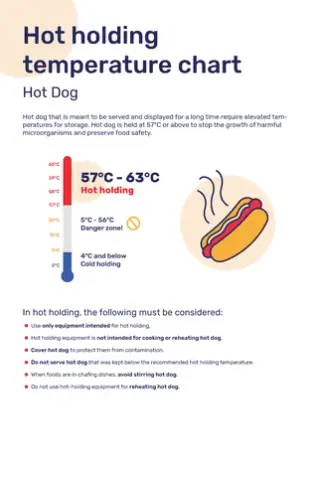 Hot holding
temperature chart
Hot Dog
Hot dog that is meant to be served and displayed for a long time require elevated tem-
peratures for storage. Hot dog is held at 57°C or above to stop the growth of harmful
microorganisms and preserve food safety.
60°C
57°C - 63°C
Hot holding
57°C
5°C - 56°C
Danger zone!
4°C and below
Cold holding
0°C
In hot holding, the following must be considered:
Use only equipment intended for hot holding.
Hot holding equipment is not intended for cooking or reheating hot dog.
Cover hot dog to protect them from contamination.
Do not serve hot dog that was kept below the recommended hot holding temperature.
When foods are in chafing dishes, avoid stirring hot dog.
Do not use hot-holding equipment for reheating hot dog.